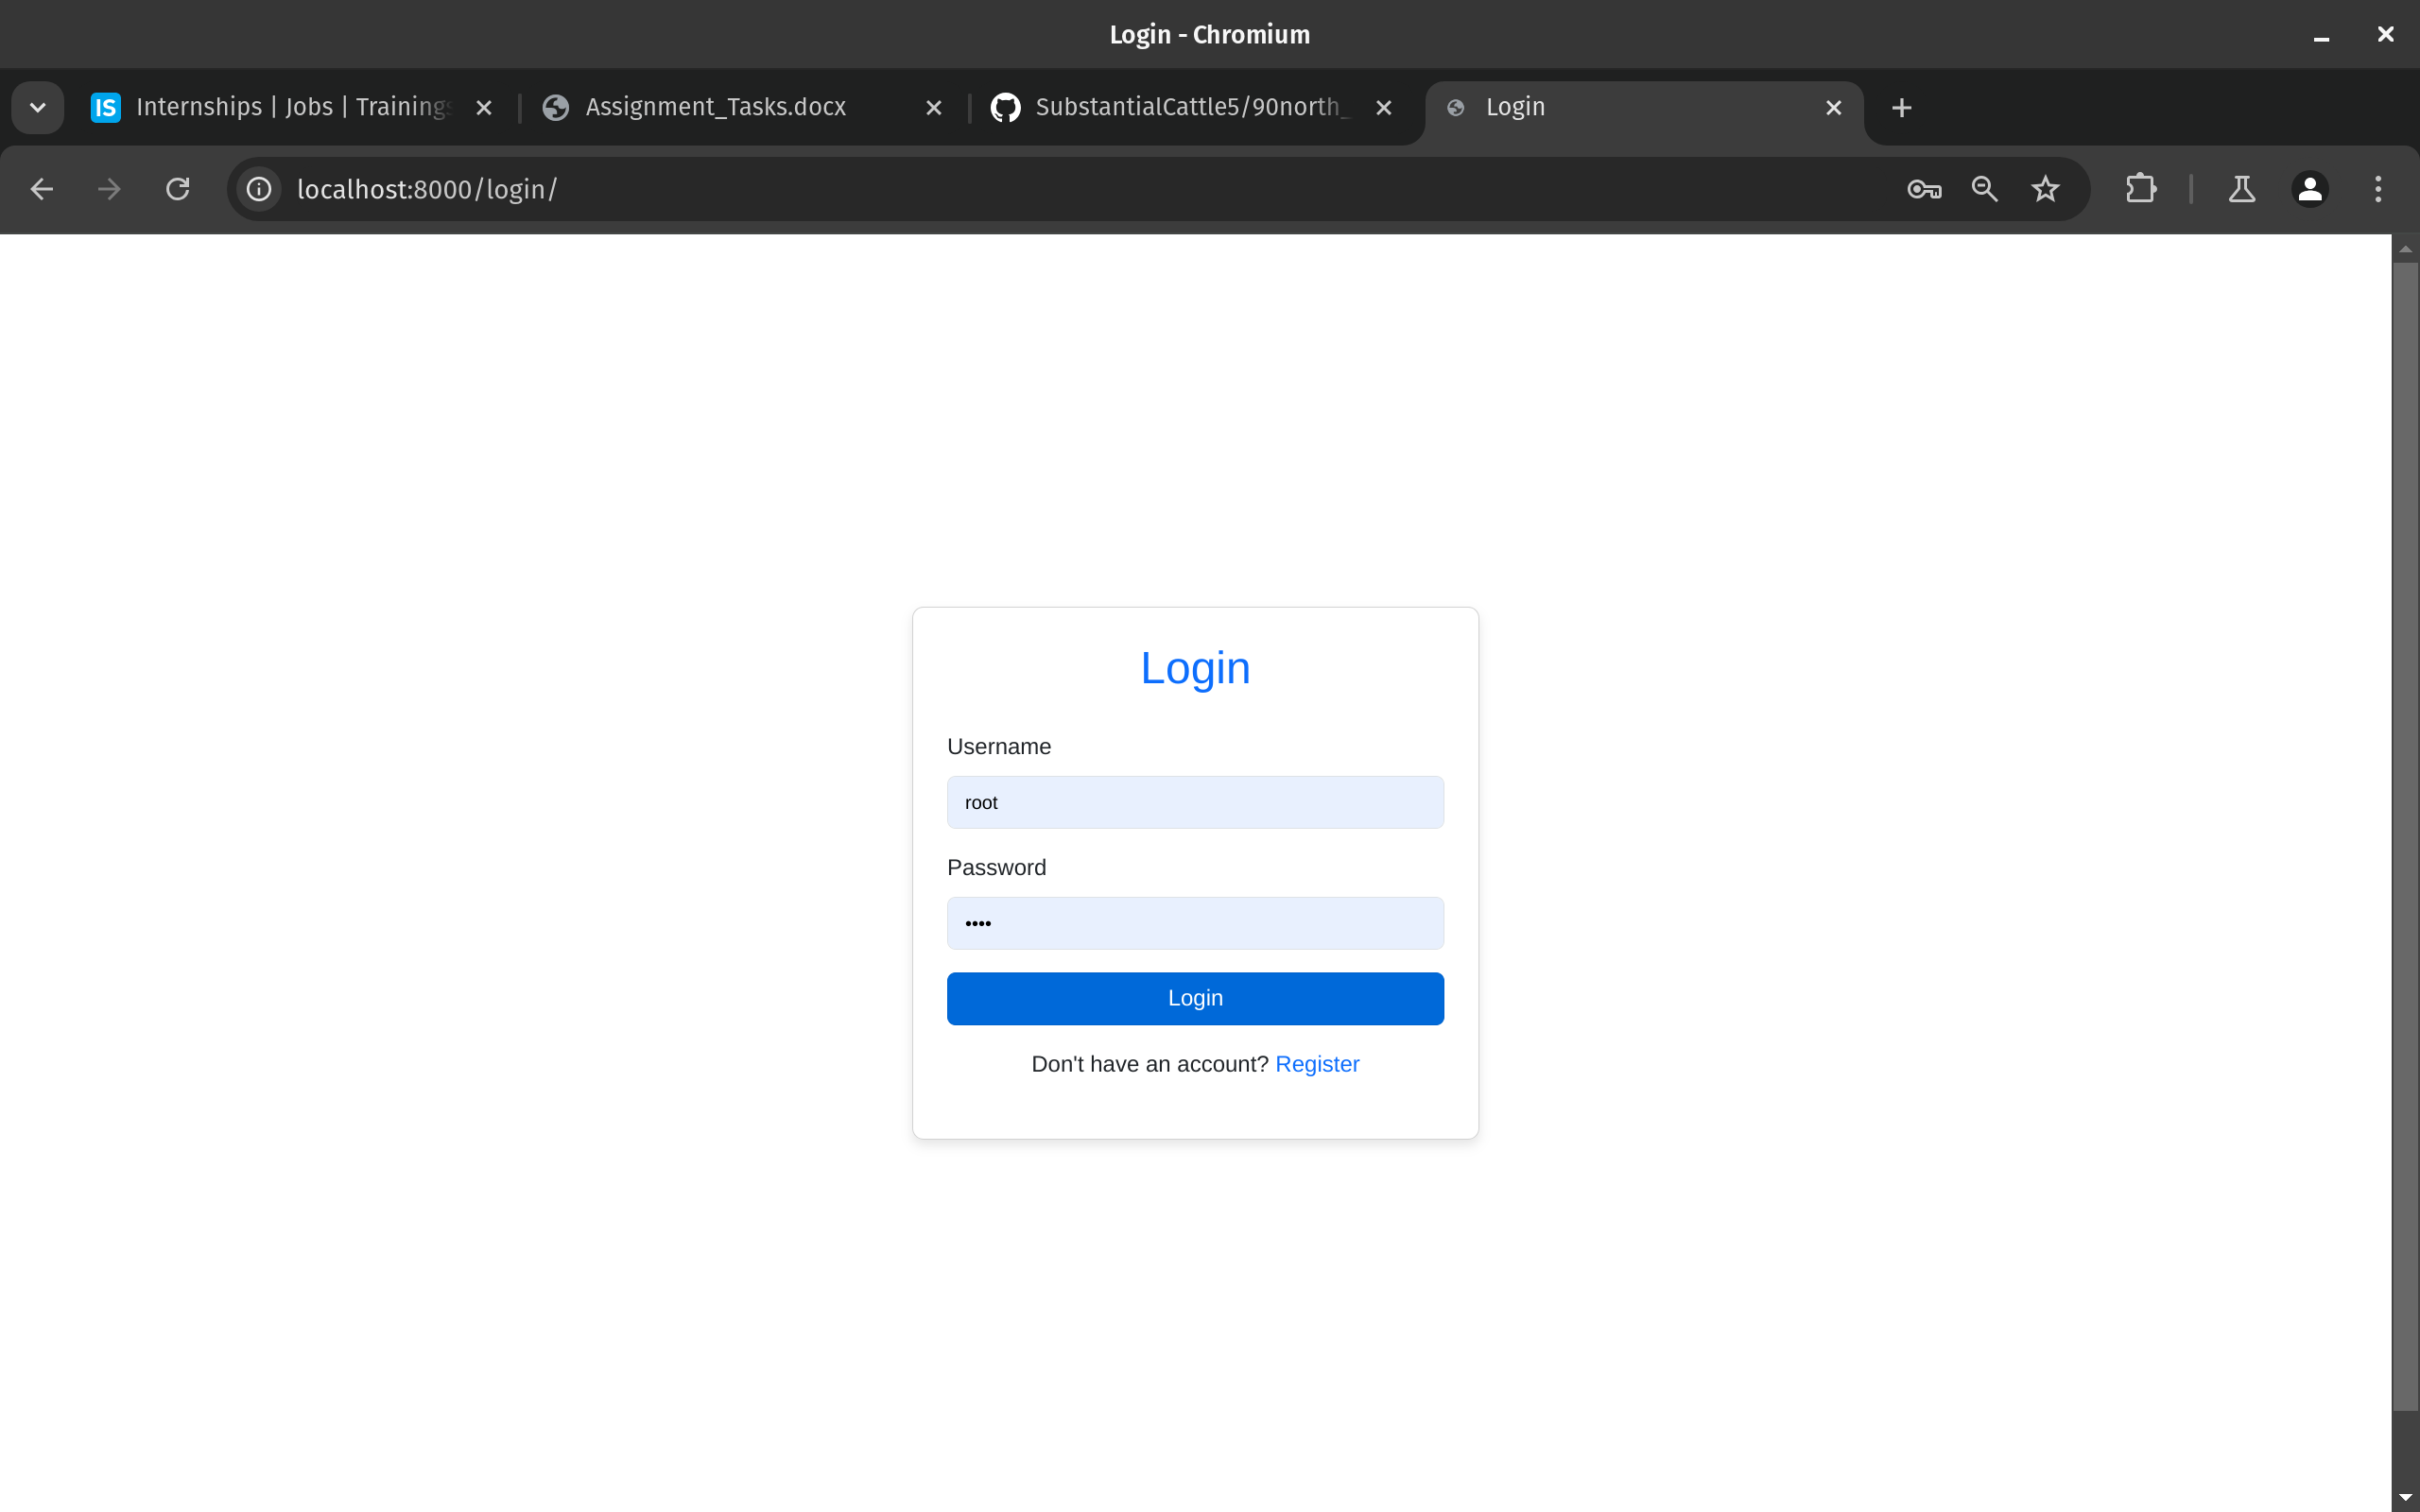 Login - Chromium
IS Internships | Jobs | Trainings
Assignment_Tasks.docx
SubstantialCattle5/90north_
Login
localhost:8000/login/
Login
Username
root
Password
••••
Login
Don't have an account? Register